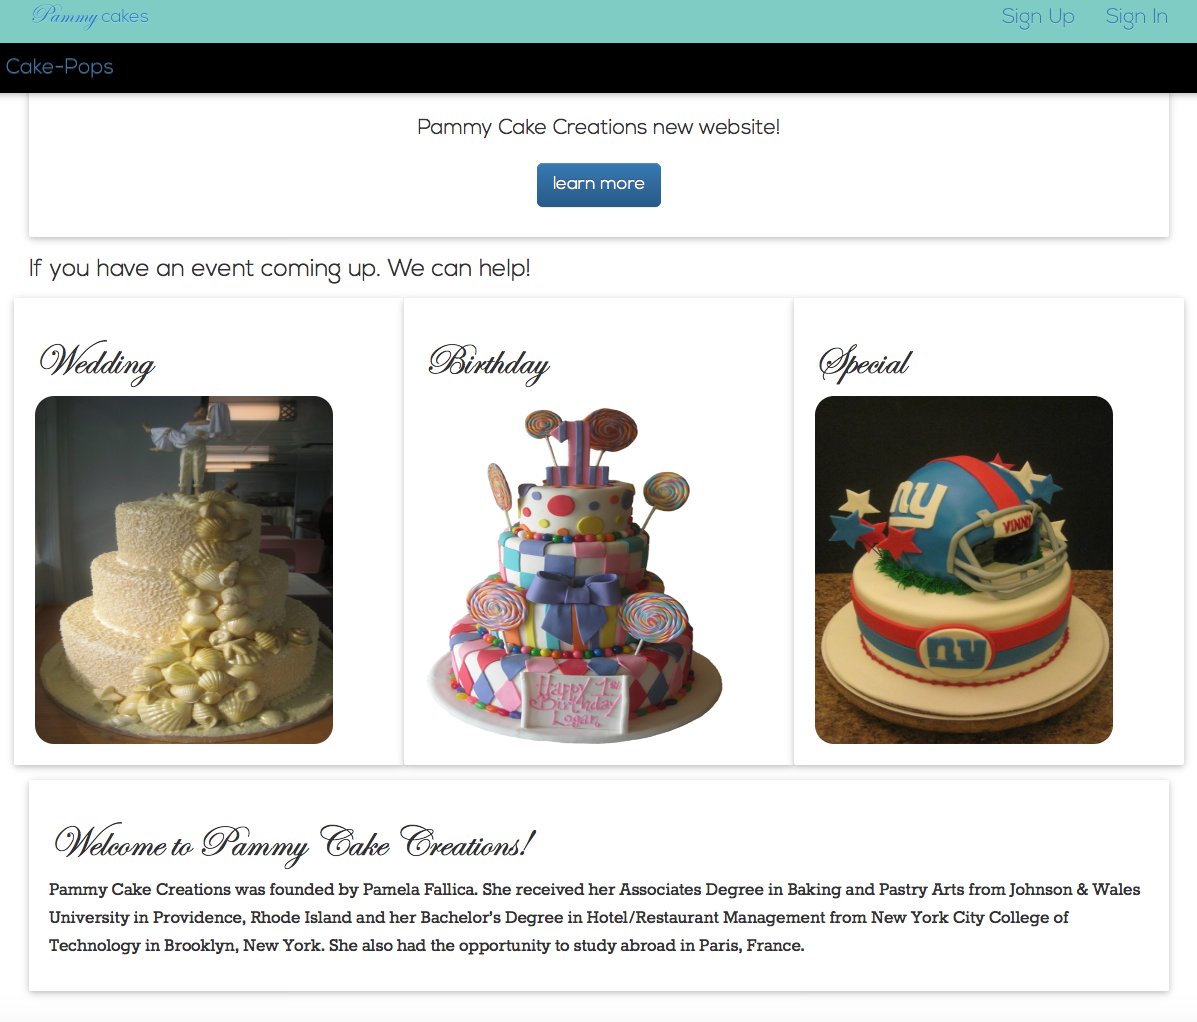 Pammy cakes
Sign Up Sign In
Cake-Pops
Pammy Cake Creations new website!
learn more
If you have an event coming up. We can help!
Wedding
Birthday
Special
1
Happy 1st
Birthday
Logan
ny
VINNY
ny
Welcome to Pammy Cake Creations!
Pammy Cake Creations was founded by Pamela Fallica. She received her Associates Degree in Baking and Pastry Arts from Johnson & Wales
University in Providence, Rhode Island and her Bachelor's Degree in Hotel/Restaurant Management from New York City College of
Technology in Brooklyn, New York. She also had the opportunity to study abroad in Paris, France.